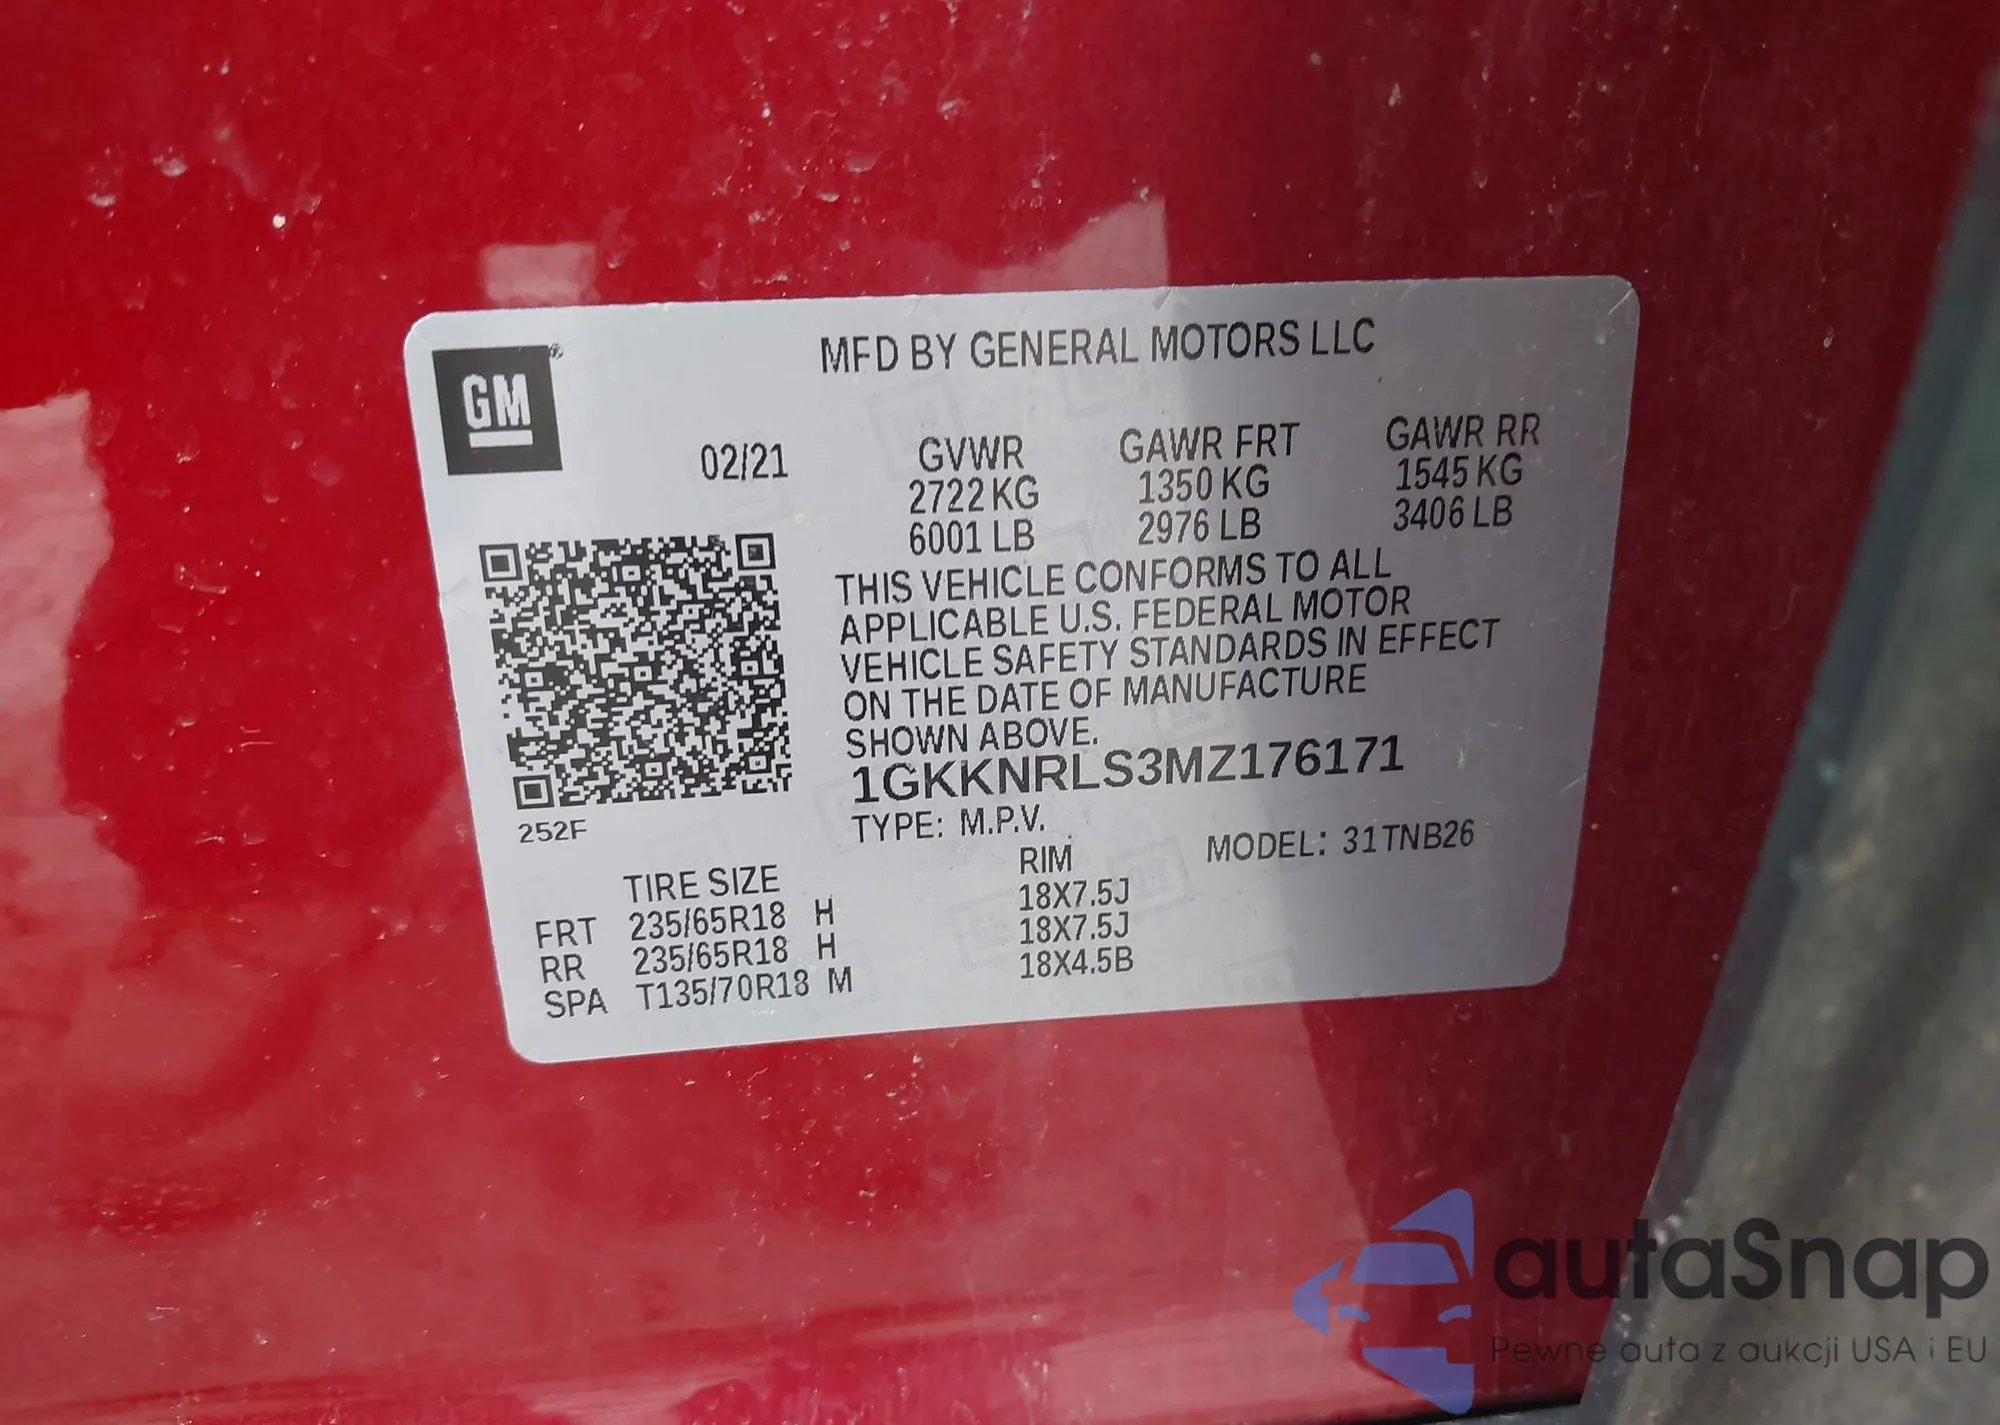 MFD BY GENERAL MOTORS LLC
GM®
02/21 GVWR GAWR FRT GAWR RR
2722 KG 1350 KG 1545 KG
6001 LB 2976 LB 3406 LB
THIS VEHICLE CONFORMS TO ALL
APPLICABLE U.S. FEDERAL MOTOR
VEHICLE SAFETY STANDARDS IN EFFECT
ON THE DATE OF MANUFACTURE
SHOWN ABOVE.
1GKKNRLS3MZ176171
252F
TYPE: M.P.V. MODEL: 31TNB26
TIRE SIZE RIM
FRT 235/65R18 H 18X7.5J
RR 235/65R18 H 18X7.5J
SPA T135/70R18 M 18X4.5B
autaSnap
Pewne auta z aukcji USA i EU